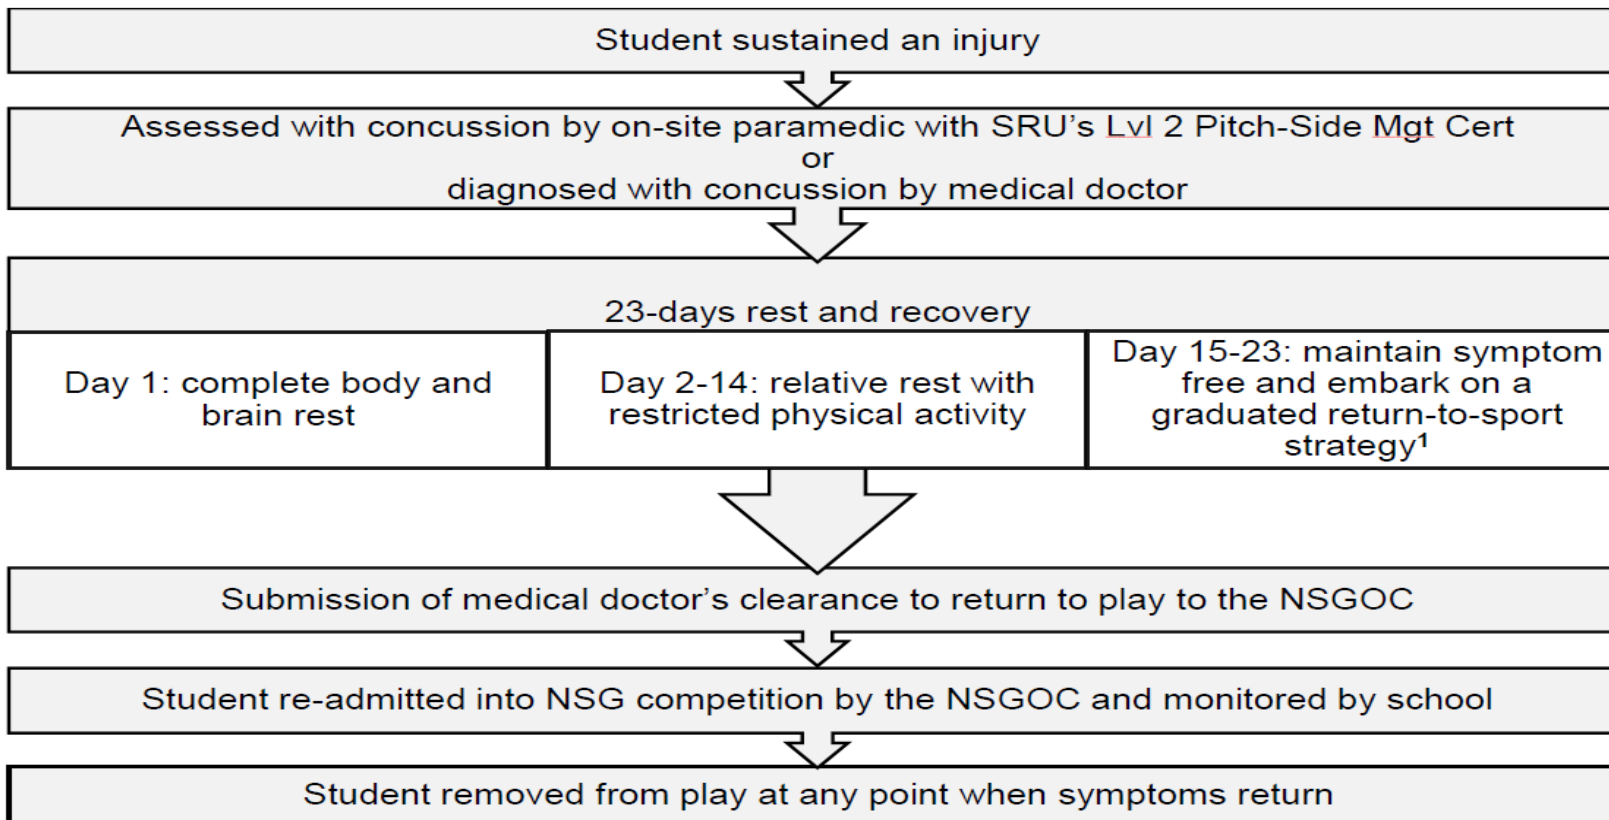 Student sustained an injury
Assessed with concussion by on-site paramedic with SRU's Lvl 2 Pitch-Side Mgt Cert
or
diagnosed with concussion by medical doctor
23-days rest and recovery
Day 1: complete body and
brain rest
Day 2-14: relative rest with
restricted physical activity
Day 15-23: maintain symptom
free and embark on a
graduated return-to-sport
strategy¹
Submission of medical doctor's clearance to return to play to the NSGOC
Student re-admitted into NSG competition by the NSGOC and monitored by school
Student removed from play at any point when symptoms return